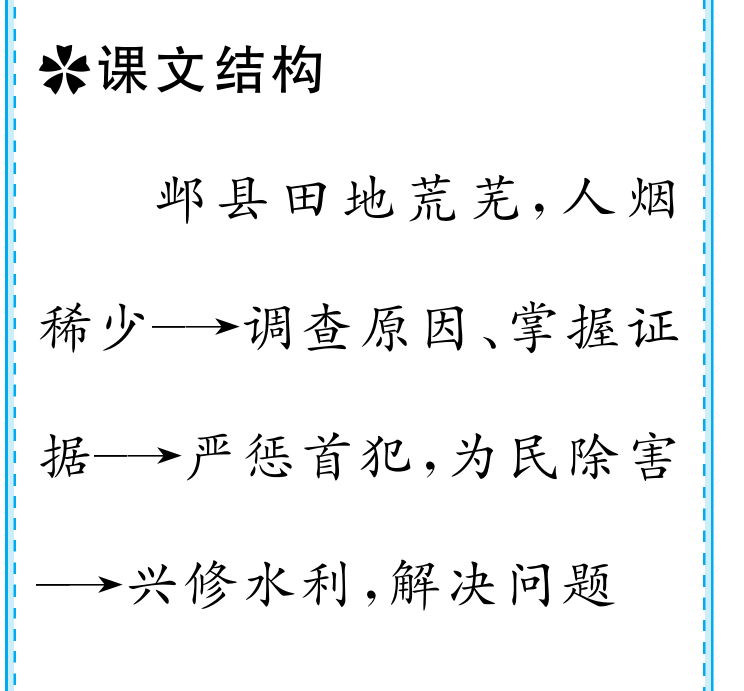 ✽课文结构
邺县田地荒芜,人烟
稀少→调查原因、掌握证
据→严惩首犯,为民除害
→兴修水利,解决问题